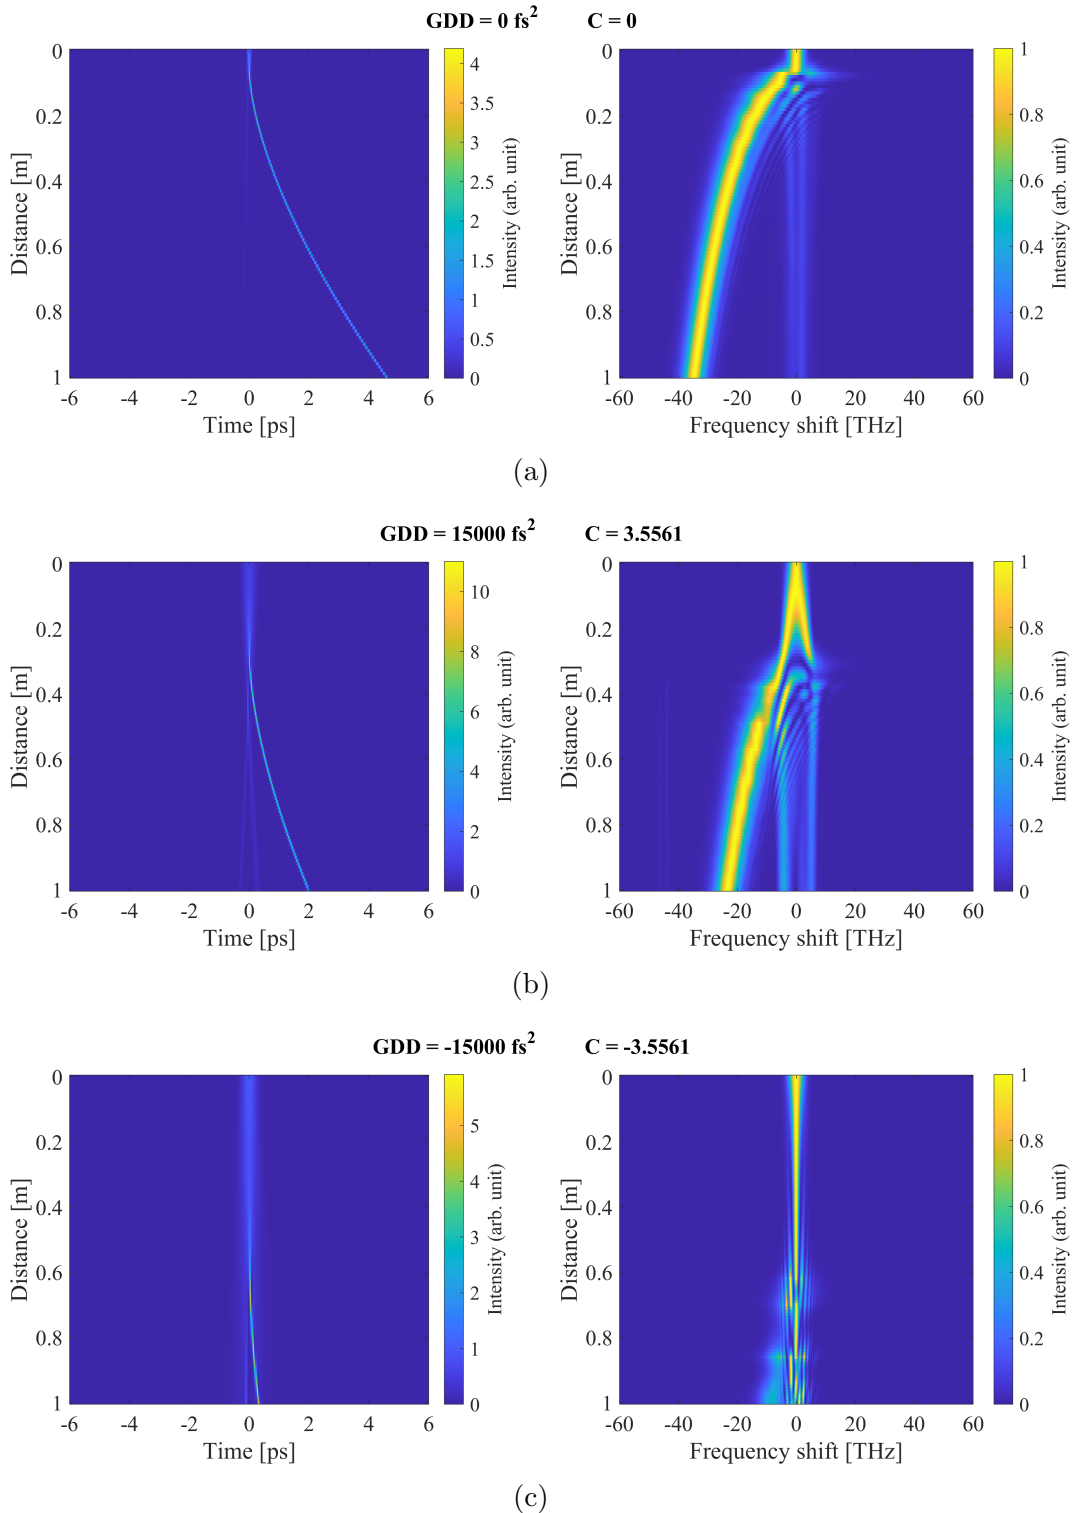 GDD = 0 fs² C = 0
0
0.2
0.4
0.6
0.8
1
Distance [m]
-6 -4 -2 0 2 4 6
Time [ps]
4
3.5
3
2.5
2
1.5
1
0.5
0
Intensity (arb. unit)
0
0.2
0.4
0.6
0.8
1
Distance [m]
-60 -40 -20 0 20 40 60
Frequency shift [THz]
1
0.8
0.6
0.4
0.2
0
Intensity (arb. unit)
(a)
GDD = 15000 fs² C = 3.5561
0
0.2
0.4
0.6
0.8
1
Distance [m]
-6 -4 -2 0 2 4 6
Time [ps]
10
8
6
4
2
0
Intensity (arb. unit)
0
0.2
0.4
0.6
0.8
1
Distance [m]
-60 -40 -20 0 20 40 60
Frequency shift [THz]
1
0.8
0.6
0.4
0.2
0
Intensity (arb. unit)
(b)
GDD = -15000 fs² C = -3.5561
0
0.2
0.4
0.6
0.8
1
Distance [m]
-6 -4 -2 0 2 4 6
Time [ps]
5
4
3
2
1
0
Intensity (arb. unit)
0
0.2
0.4
0.6
0.8
1
Distance [m]
-60 -40 -20 0 20 40 60
Frequency shift [THz]
1
0.8
0.6
0.4
0.2
0
Intensity (arb. unit)
(c)